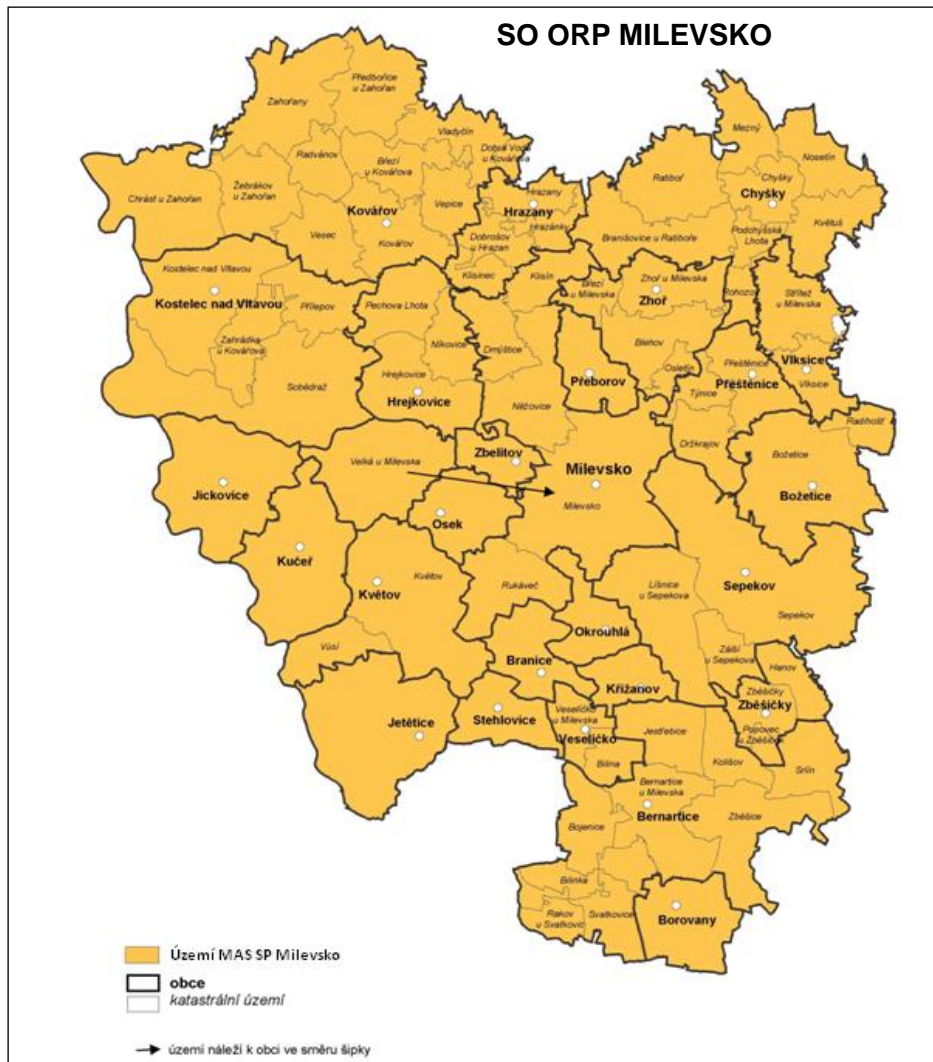 SO ORP MILEVSKO
Předbořice
u Zahořan
Zahořany
Mezný
Vladyčín
Nosetín
Dobrá Voda
u Kovářova
Radvánov
Březí
u Kovářova
Ratiboř
Chyšky
Chyšky
Hrazany
Hrazany
Žebrákov
u Zahořan
Chrást u Zahořan
Vepice
Kovářov
Kovářov
Hrazánky
Květuš
Podchyšská
Lhota
Vesec
Dobrošov
u Hrazan
Branišovice u Ratiboře
Klisinec
Klisín
Kostelec nad Vltavou
Kostelec nad Vltavou
Březí
u Milevska
Zhoř u Milevska
Zhoř
Rohozov
Střítež
u Milevska
Přílepov
Pechova Lhota
Zahrádka
u Kovářova
Níkovice
Dmýštice
Blehov
Osletín
Přeštěnice
Přeštěnice
Vlksice
Vlksice
Sobědraž
Hrejkovice
Hrejkovice
Přeborov
Týnice
Něžovice
Radihošť
Držkrajov
Božetice
Božetice
Velká u Milevska
Zbelítov
Milevsko
Milevsko
Jickovice
Osek
Kučeř
Květov
Květov
Rukáveč
Líšnice
u Sepekova
Sepekov
Sepekov
Okrouhlá
Vůsí
Branice
Zálší
u Sepekova
Hanov
Křižanov
Zběšičky
Zběšičky
Jetětice
Stehlovice
Veselíčko
u Milevska
Veselíčko
Jestřebice
Popovec
u Zběšiček
Bilina
Kolišov
Srlín
Bernartice
u Milevska
Bernartice
Zběšice
Bojenice
Bilinka
Rakov
u Svatkovic
Svatkovice
Borovany
Území MAS SP Milevsko
obce
katastrální území
území náleží k obci ve směru šipky